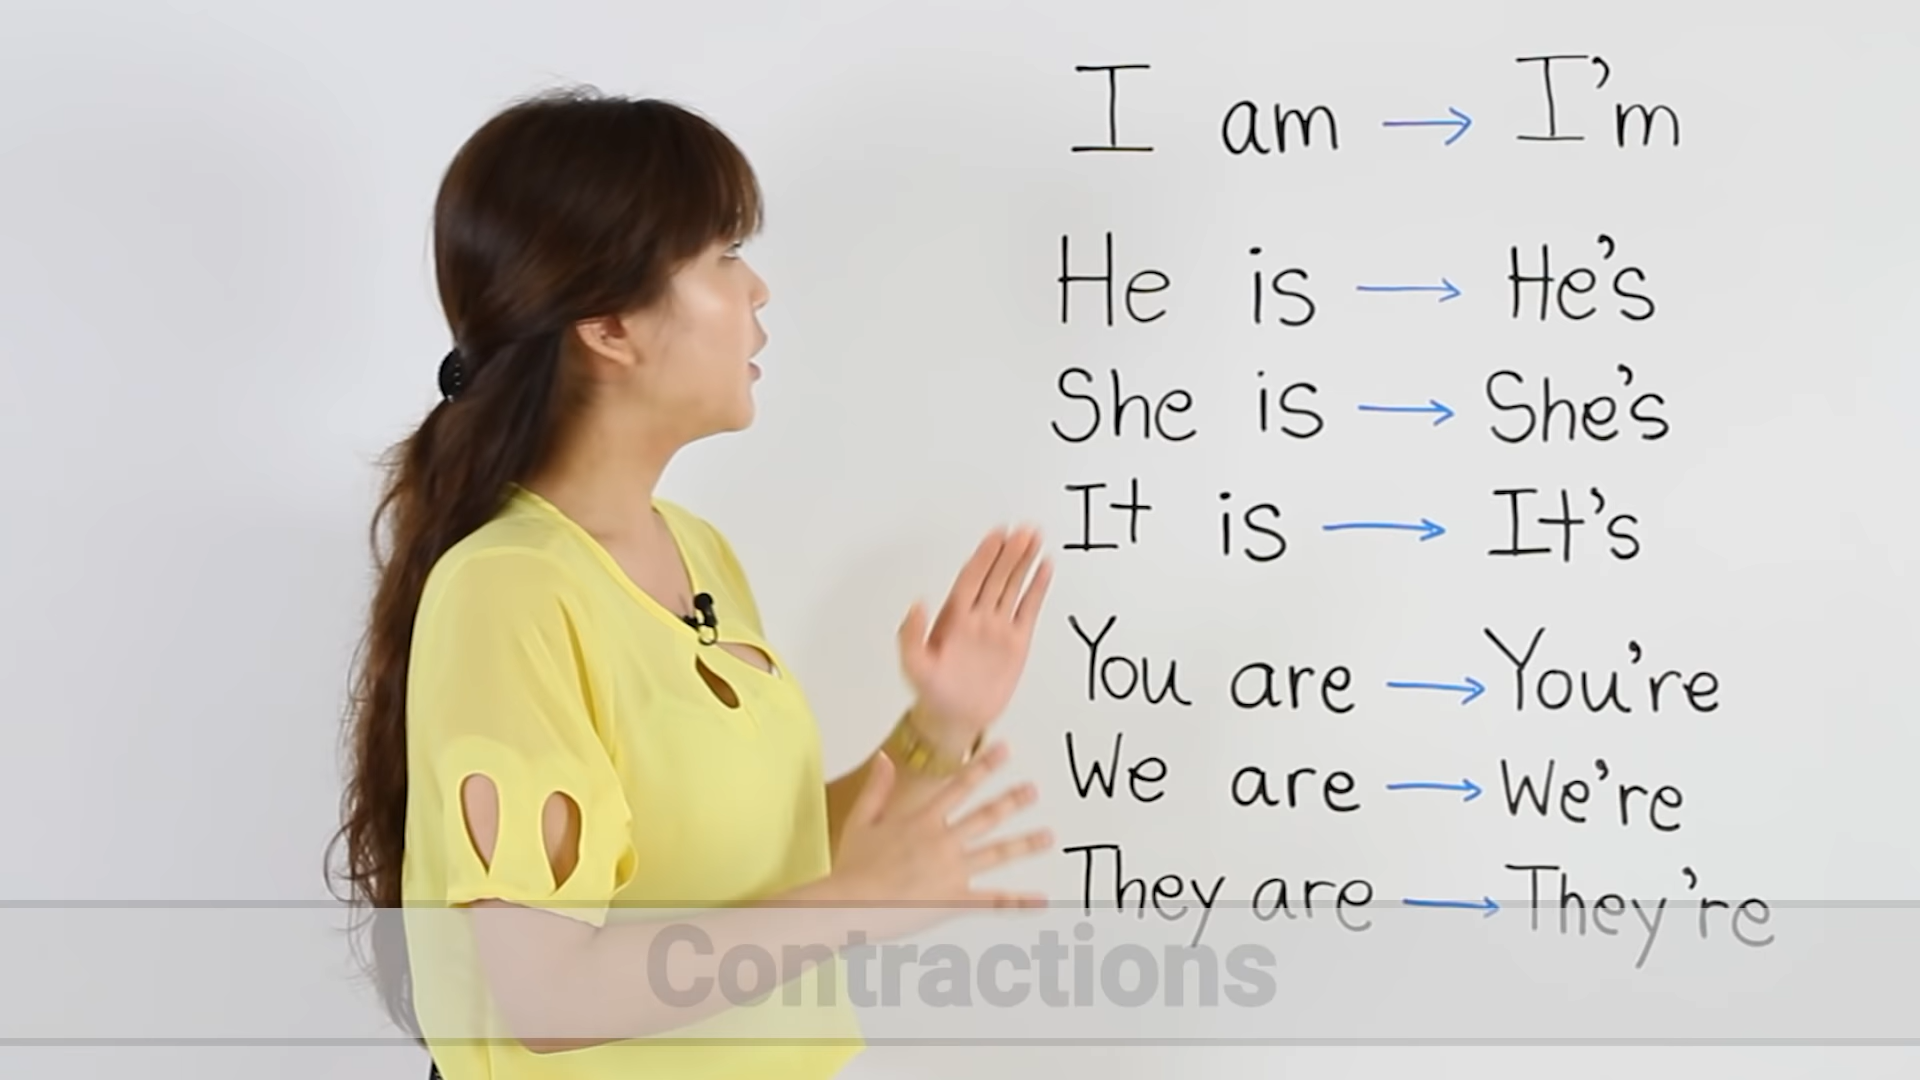 I am → I'm
He is → He's
She is → She's
It is → It's
You are → You're
We are → We're
They are → They're
Contractions